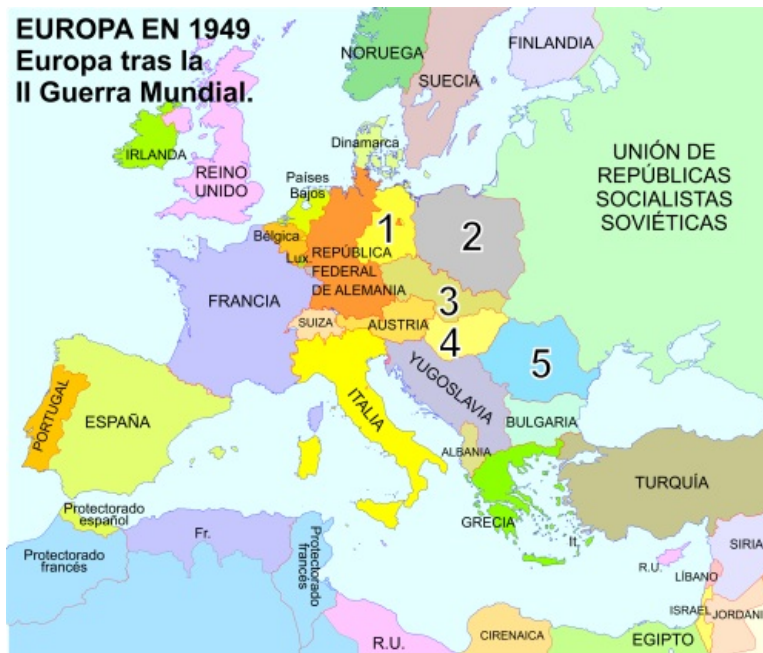 EUROPA EN 1949
Europa tras la
II Guerra Mundial.
NORUEGA
SUECIA
FINLANDIA
IRLANDA
REINO
UNIDO
Dinamarca
Países
Bajos
UNIÓN DE
REPÚBLICAS
SOCIALISTAS
SOVIÉTICAS
Bélgica
Lux.
REPÚBLICA
FEDERAL
DE ALEMANIA
1
2
3
4
5
FRANCIA
SUIZA
AUSTRIA
YUGOSLAVIA
ITALIA
PORTUGAL
ESPAÑA
BULGARIA
ALBANIA
GRECIA
It.
TURQUÍA
Protectorado
español
Protectorado
francés
Fr.
Protectorado
francés
R.U.
CIRENAICA
EGIPTO
R.U.
SIRIA
LÍBANO
ISRAEL
JORDANI